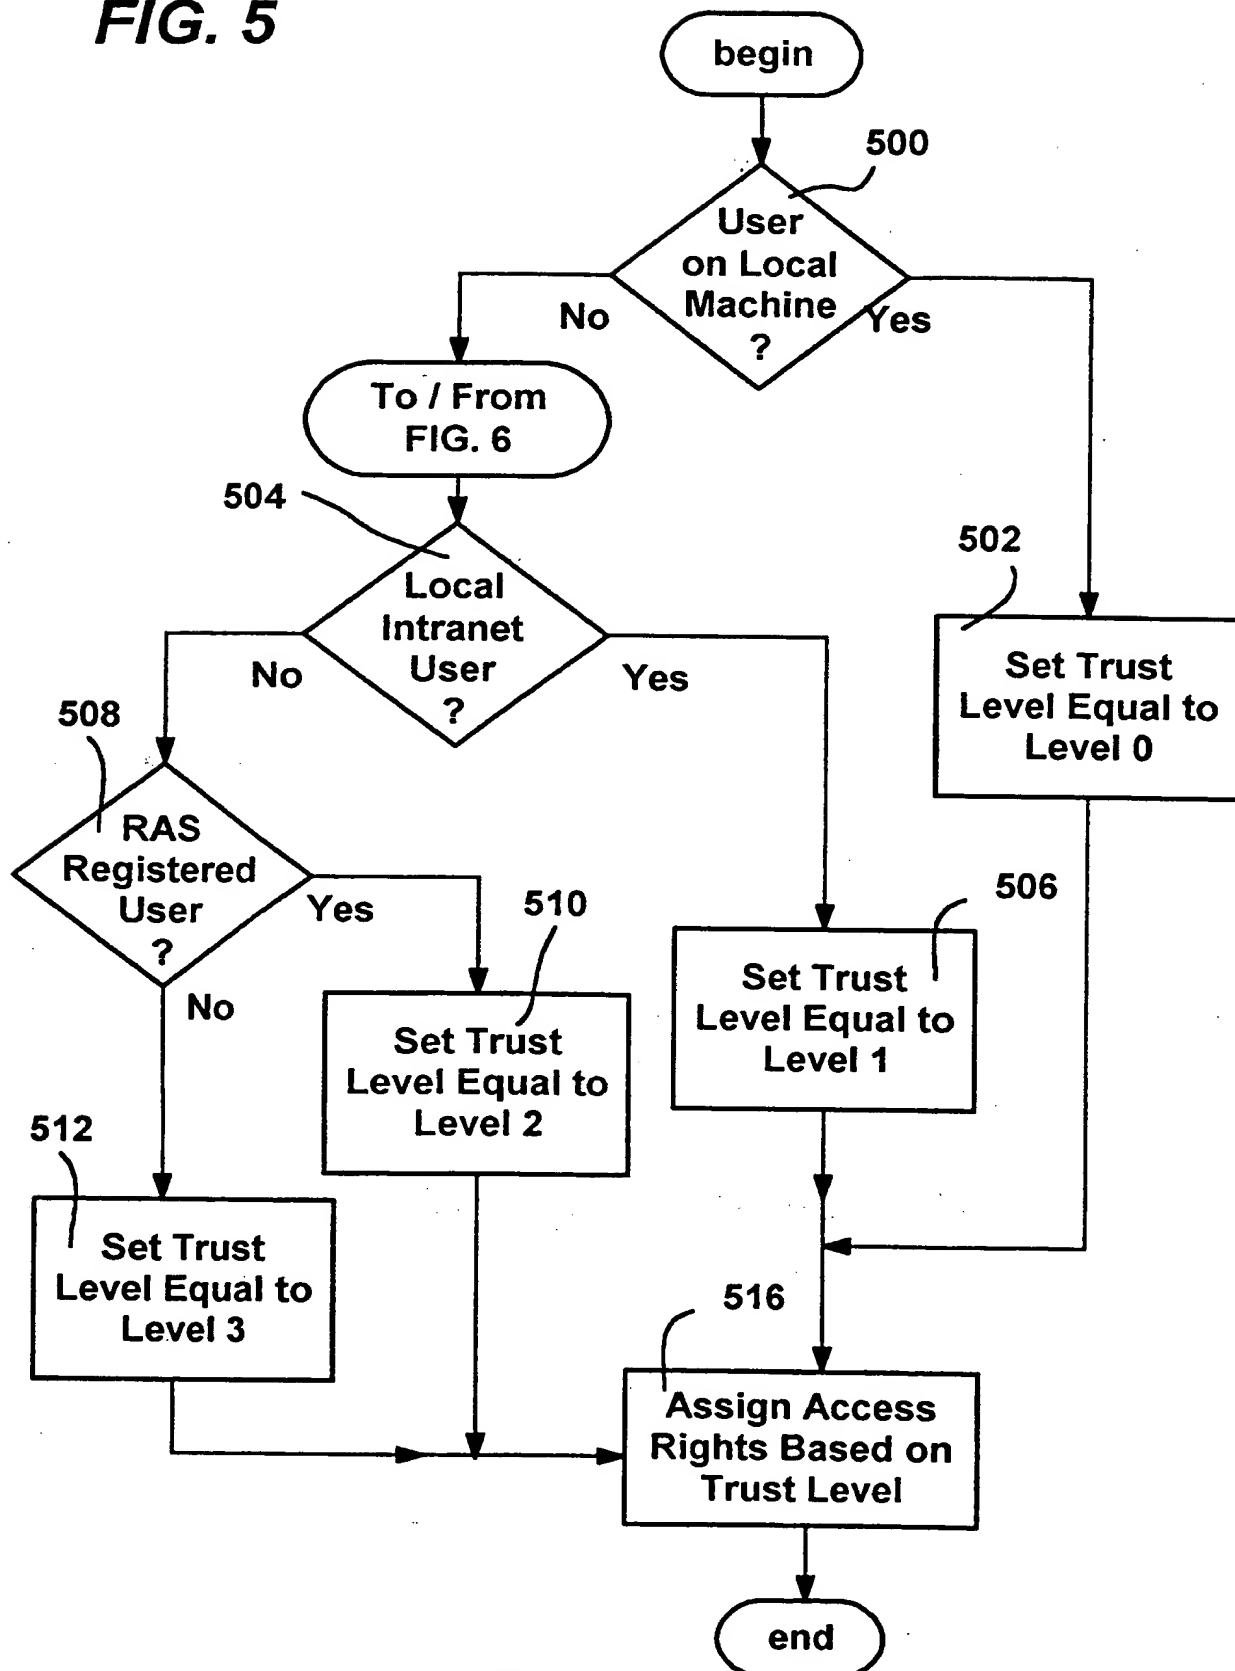 FIG. 5
begin
500
User
on Local
Machine
?
No
Yes
To / From
FIG. 6
504
Local
Intranet
User
?
No
Yes
502
Set Trust
Level Equal to
Level 0
508
RAS
Registered
User
?
Yes
No
510
Set Trust
Level Equal to
Level 2
506
Set Trust
Level Equal to
Level 1
512
Set Trust
Level Equal to
Level 3
516
Assign Access
Rights Based on
Trust Level
end